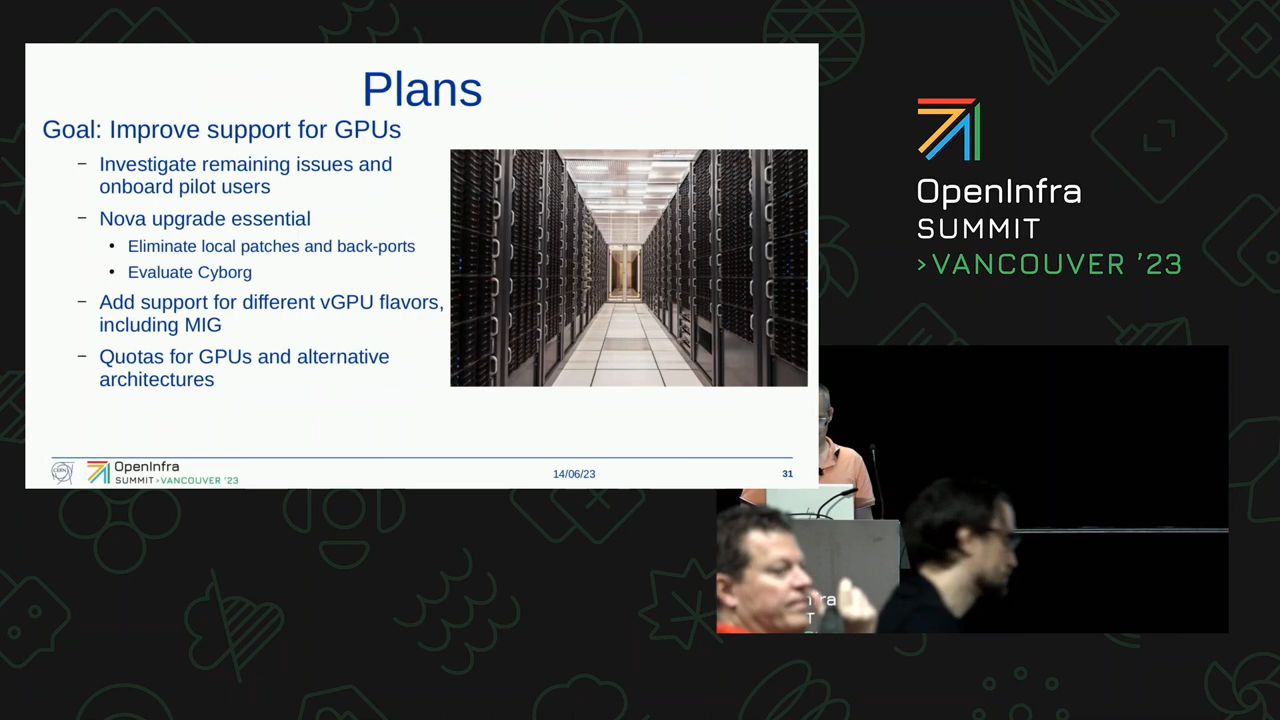 Plans
Goal: Improve support for GPUs
– Investigate remaining issues and
onboard pilot users
– Nova upgrade essential
• Eliminate local patches and back-ports
• Evaluate Cyborg
– Add support for different vGPU flavors,
including MIG
– Quotas for GPUs and alternative
architectures
CERN
OpenInfra
SUMMIT >VANCOUVER '23
14/06/23
31
OpenInfra
SUMMIT
>VANCOUVER '23